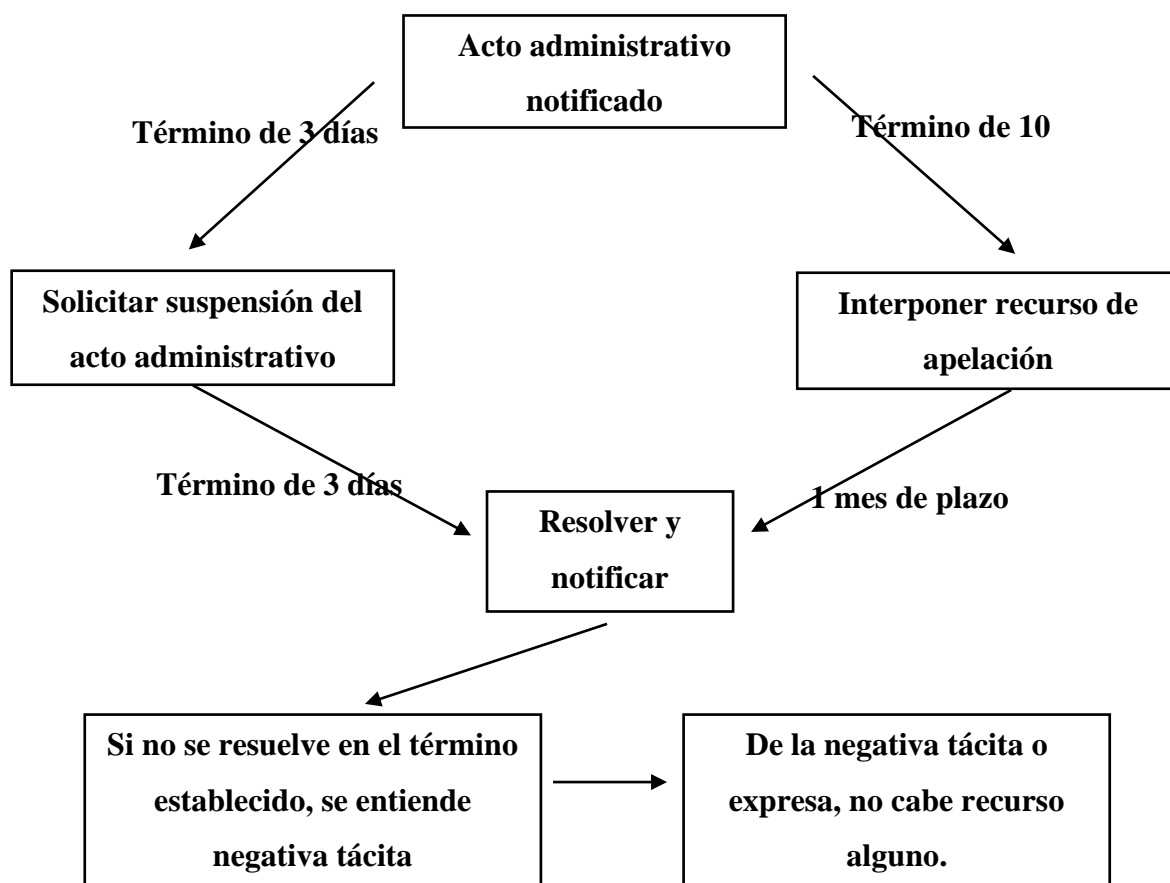 Acto administrativo
notificado
Término de 3 días
Término de 10
Solicitar suspensión del
acto administrativo
Interponer recurso de
apelación
Término de 3 días
1 mes de plazo
Resolver y
notificar
Si no se resuelve en el término
establecido, se entiende
negativa tácita
De la negativa tácita o
expresa, no cabe recurso
alguno.